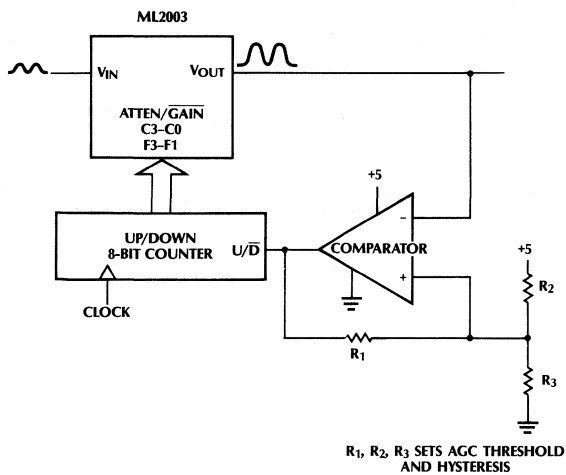 ML2003
VIN
VOUT
ATTEN/GAIN
C3–C0
F3–F1
+5
UP/DOWN
8-BIT COUNTER
U/D
COMPARATOR
–
+
+5
R2
CLOCK
R1
R3
R1, R2, R3 SETS AGC THRESHOLD
AND HYSTERESIS